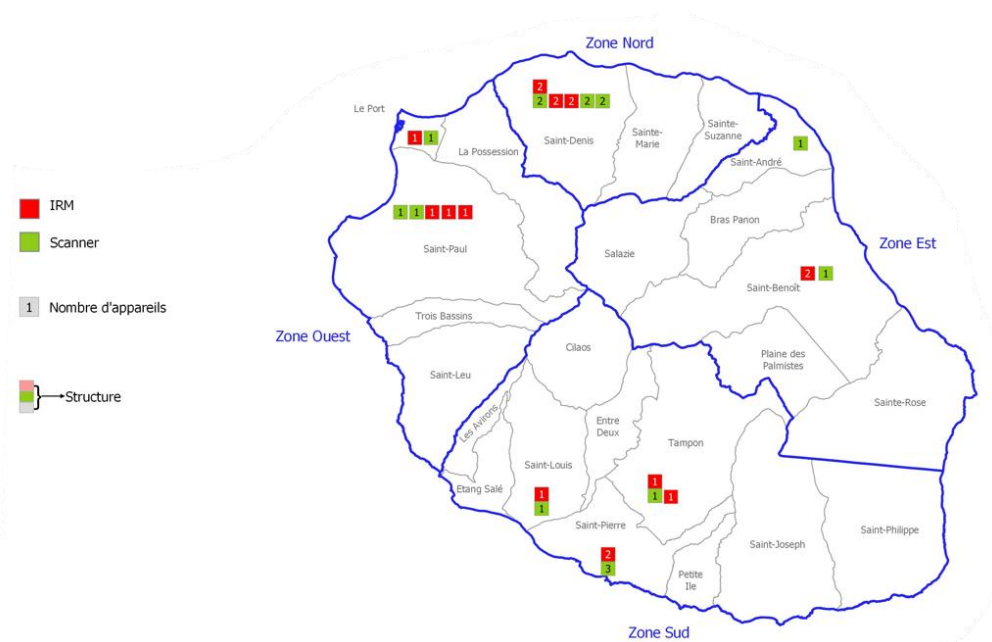 Zone Nord
2
2 2 2 2 2
Le Port
1 1
La Possession
Saint-Denis
Sainte-
Marie
Sainte-
Suzanne
1
Saint-André
IRM
Scanner
1 1 1 1 1
Saint-Paul
Bras Panon
Salazie
Zone Est
2 1
Saint-Benoît
1 Nombre d'appareils
Trois Bassins
Zone Ouest
Cilaos
Saint-Leu
Plaine des
Palmistes
Structure
Sainte-Rose
Les Avirons
Entre
Deux
Tampon
Saint-Louis
1
1
Etang Salé
1
1 1
Saint-Pierre
2
3
Petite
Ile
Saint-Joseph
Saint-Philippe
Zone Sud